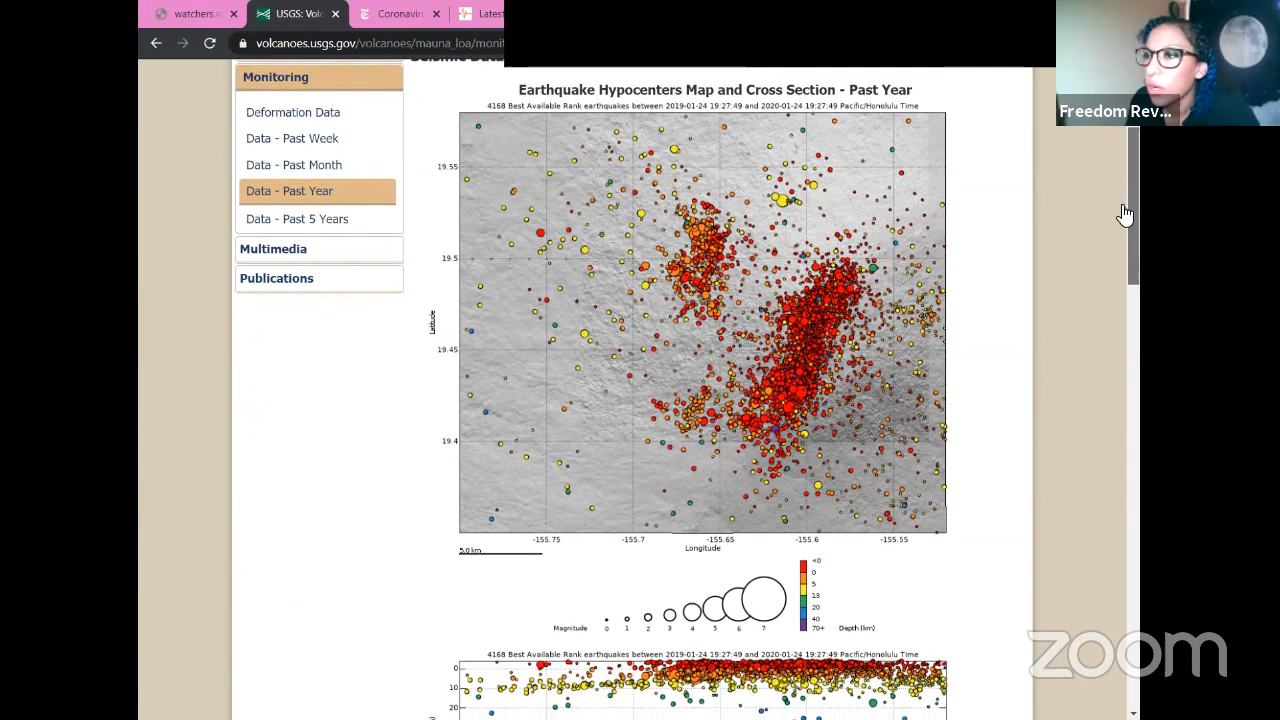 watchers.n
USGS: Vol
Coronavir
Latest
volcanoes.usgs.gov/volcanoes/mauna_loa/monit
Monitoring
Deformation Data
Data - Past Week
Data - Past Month
Data - Past Year
Data - Past 5 Years
Multimedia
Publications
Freedom Rev...
Earthquake Hypocenters Map and Cross Section - Past Year
4168 Best Available Rank earthquakes between 2019-01-24 19:27:49 and 2020-01-24 19:27:49 Pacific/Honolulu Time
19.55
19.5
19.45
19.4
Latitude
-155.75 -155.7 -155.65 -155.6 -155.55
Longitude
5.0 km
<0
0
5
13
20
40
70+
Depth (km)
Magnitude 0 1 2 3 4 5 6 7
zoom
4168 Best Available Rank earthquakes between 2019-01-24 19:27:49 and 2020-01-24 19:27:49 Pacific/Honolulu Time
0
10
20